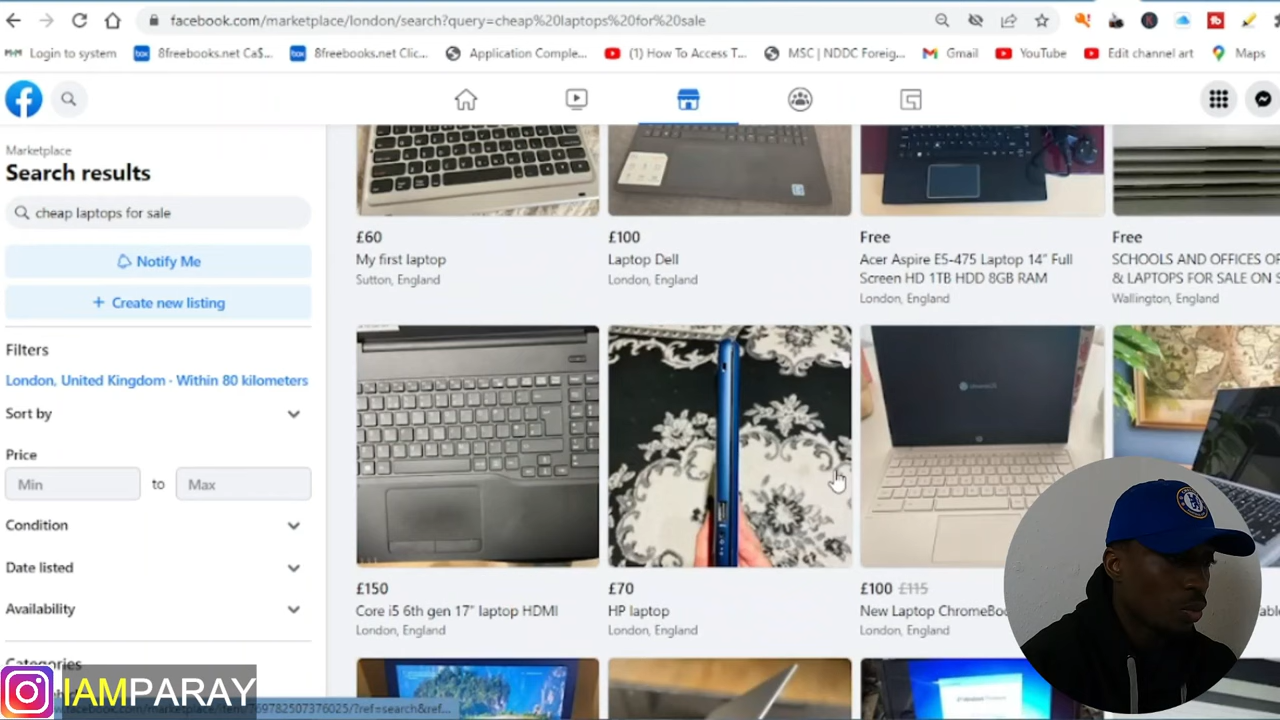 facebook.com/marketplace/london/search?query=cheap%20laptops%20for%20sale
Login to system
8freebooks.net Ca$...
8freebooks.net Clic...
Application Comple...
(1) How To Access T...
MSC | NDDC Foreig...
Gmail
YouTube
Edit channel art
Maps
Marketplace
Search results
cheap laptops for sale
Notify Me
+ Create new listing
Filters
London, United Kingdom · Within 80 kilometers
Sort by
Price
Min
to
Max
Condition
Date listed
Availability
Categories
£60
My first laptop
Sutton, England
£100
Laptop Dell
London, England
Free
Acer Aspire E5-475 Laptop 14" Full
Screen HD 1TB HDD 8GB RAM
London, England
Free
SCHOOLS AND OFFICES
& LAPTOPS FOR SALE ON
Wallington, England
£150
Core i5 6th gen 17" laptop HDMI
London, England
£70
HP laptop
London, England
£100 £115
New Laptop ChromeBoo
London, England
IAMPARAY